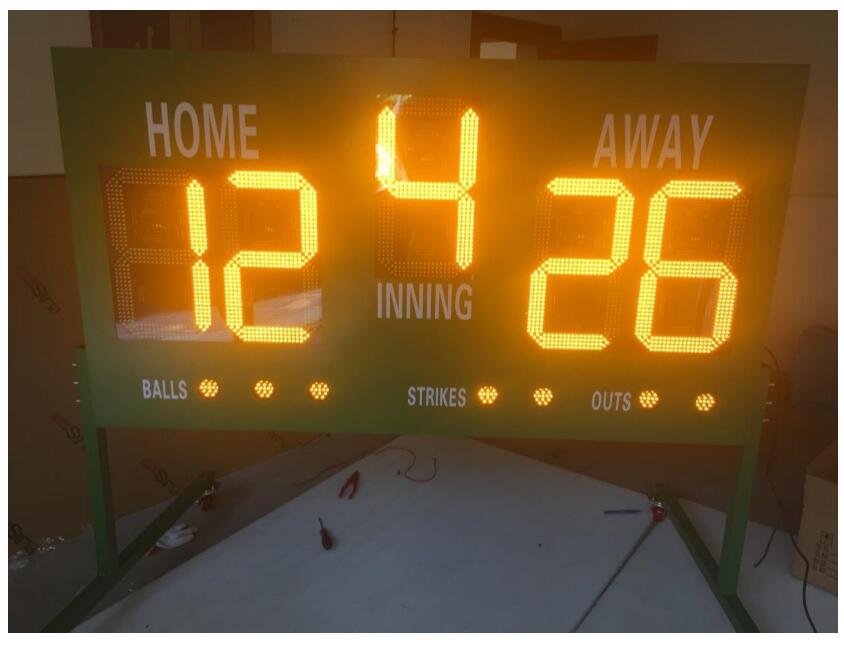 HOME 4 AWAY
12 26
INNING
BALLS STRIKES OUTS